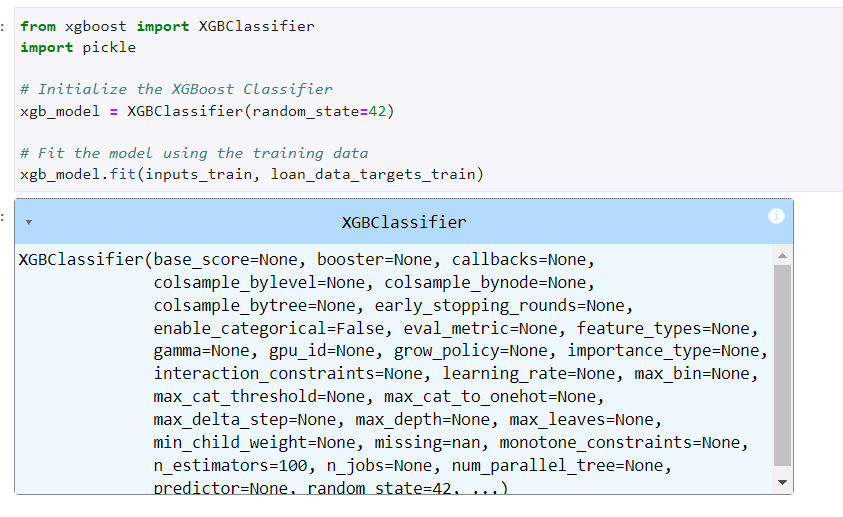 :
from xgboost import XGBClassifier
import pickle
# Initialize the XGBoost Classifier
xgb_model = XGBClassifier(random_state=42)
# Fit the model using the training data
xgb_model.fit(inputs_train, loan_data_targets_train)
:
▾ XGBClassifier i
XGBClassifier(base_score=None, booster=None, callbacks=None,
colsample_bylevel=None, colsample_bynode=None,
colsample_bytree=None, early_stopping_rounds=None,
enable_categorical=False, eval_metric=None, feature_types=None,
gamma=None, gpu_id=None, grow_policy=None, importance_type=None,
interaction_constraints=None, learning_rate=None, max_bin=None,
max_cat_threshold=None, max_cat_to_onehot=None,
max_delta_step=None, max_depth=None, max_leaves=None,
min_child_weight=None, missing=nan, monotone_constraints=None,
n_estimators=100, n_jobs=None, num_parallel_tree=None,
predictor=None, random_state=42, ...)